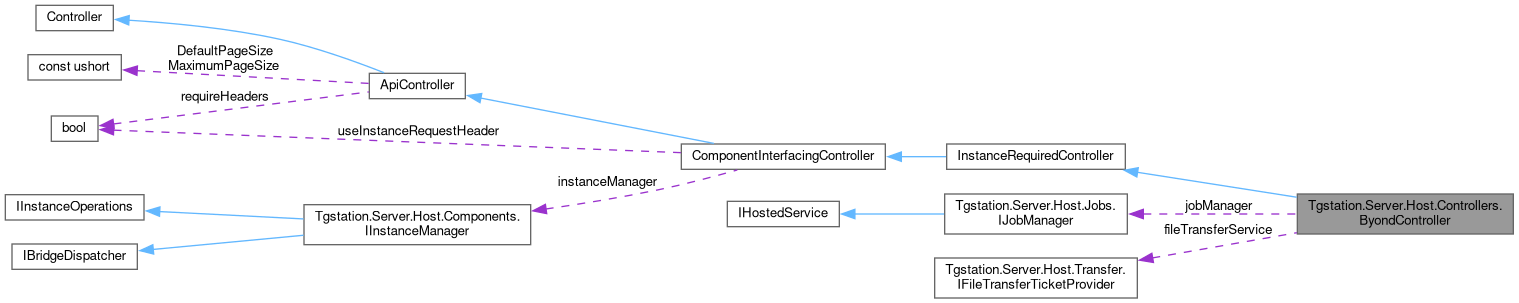 Controller
DefaultPageSize
MaximumPageSize
const ushort
ApiController
requireHeaders
bool
useInstanceRequestHeader
ComponentInterfacingController
InstanceRequiredController
instanceManager
IInstanceOperations
Tgstation.Server.Host.Components.
IInstanceManager
IBridgeDispatcher
IHostedService
Tgstation.Server.Host.Jobs.
IJobManager
jobManager
fileTransferService
Tgstation.Server.Host.Controllers.
ByondController
Tgstation.Server.Host.Transfer.
IFileTransferTicketProvider